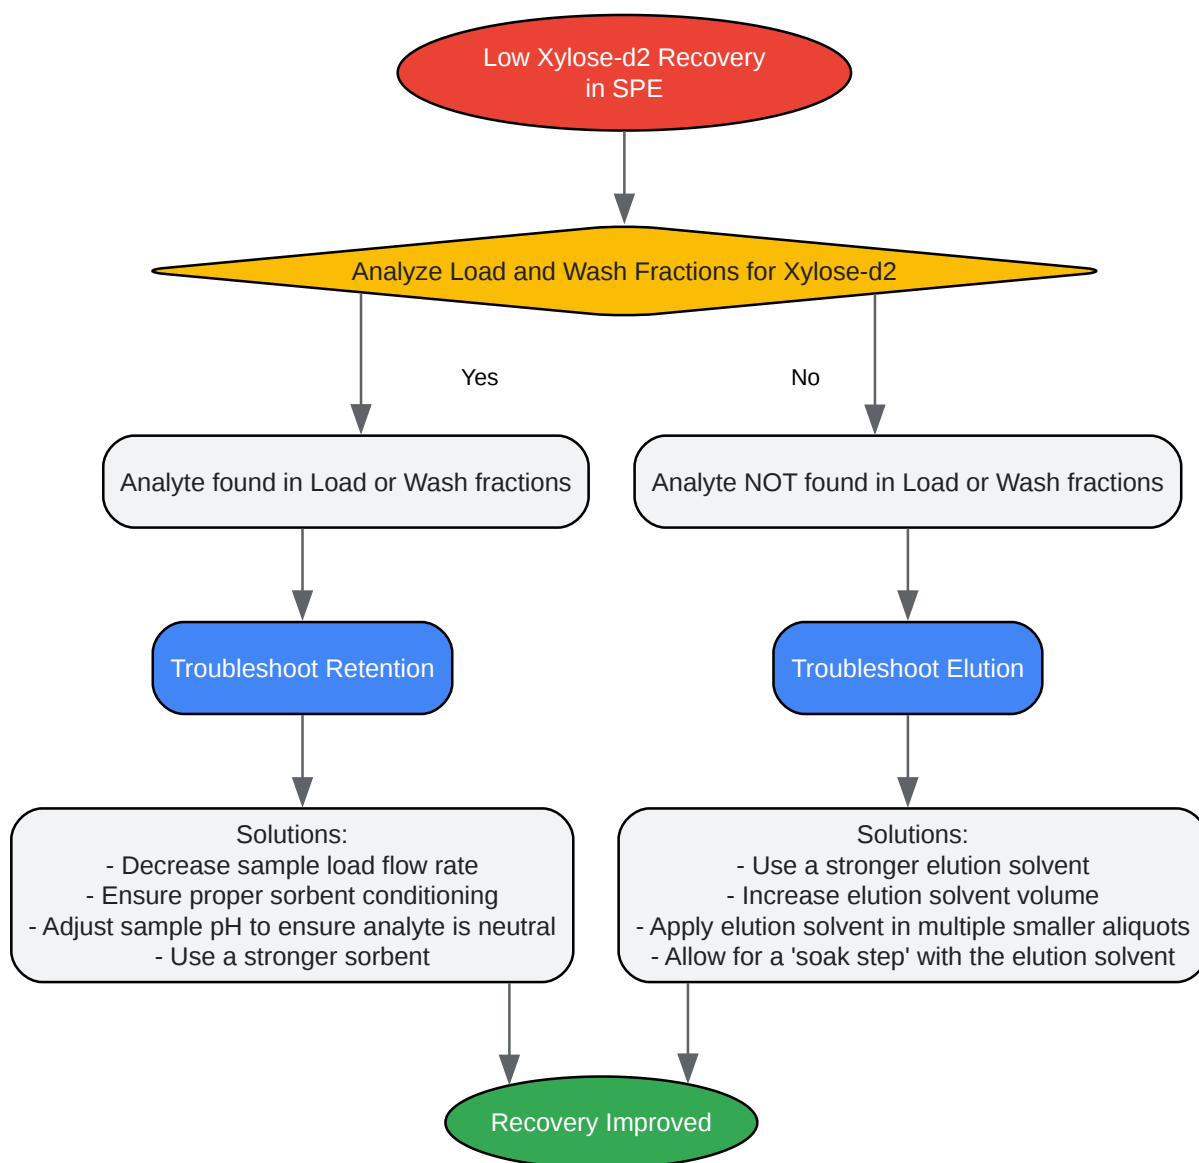 Low Xylose-d2 Recovery
in SPE
Analyze Load and Wash Fractions for Xylose-d2
Yes
No
Analyte found in Load or Wash fractions
Analyte NOT found in Load or Wash fractions
Troubleshoot Retention
Troubleshoot Elution
Solutions:
- Decrease sample load flow rate
- Ensure proper sorbent conditioning
- Adjust sample pH to ensure analyte is neutral
- Use a stronger sorbent
Solutions:
- Use a stronger elution solvent
- Increase elution solvent volume
- Apply elution solvent in multiple smaller aliquots
- Allow for a 'soak step' with the elution solvent
Recovery Improved